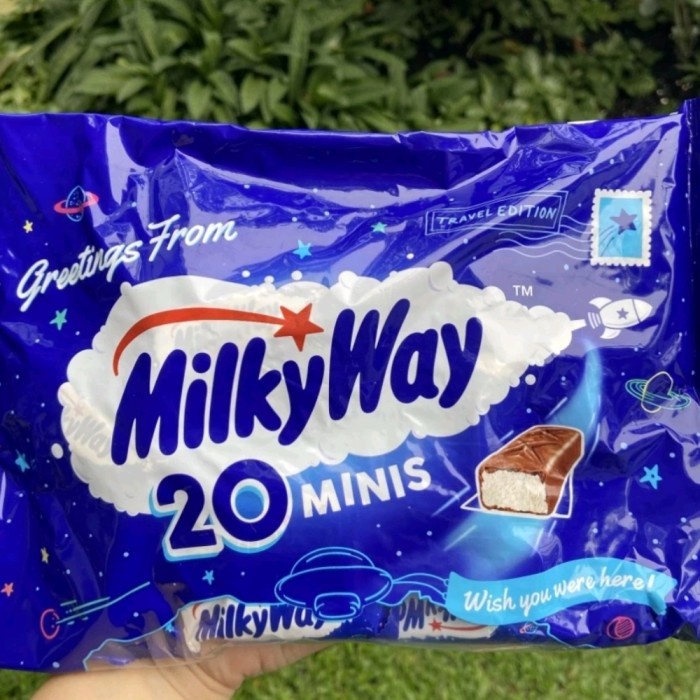 Greetings From
TRAVEL EDITION
MilkyWay
TM
20 MINIS
Wish you were here!
MilkyWay